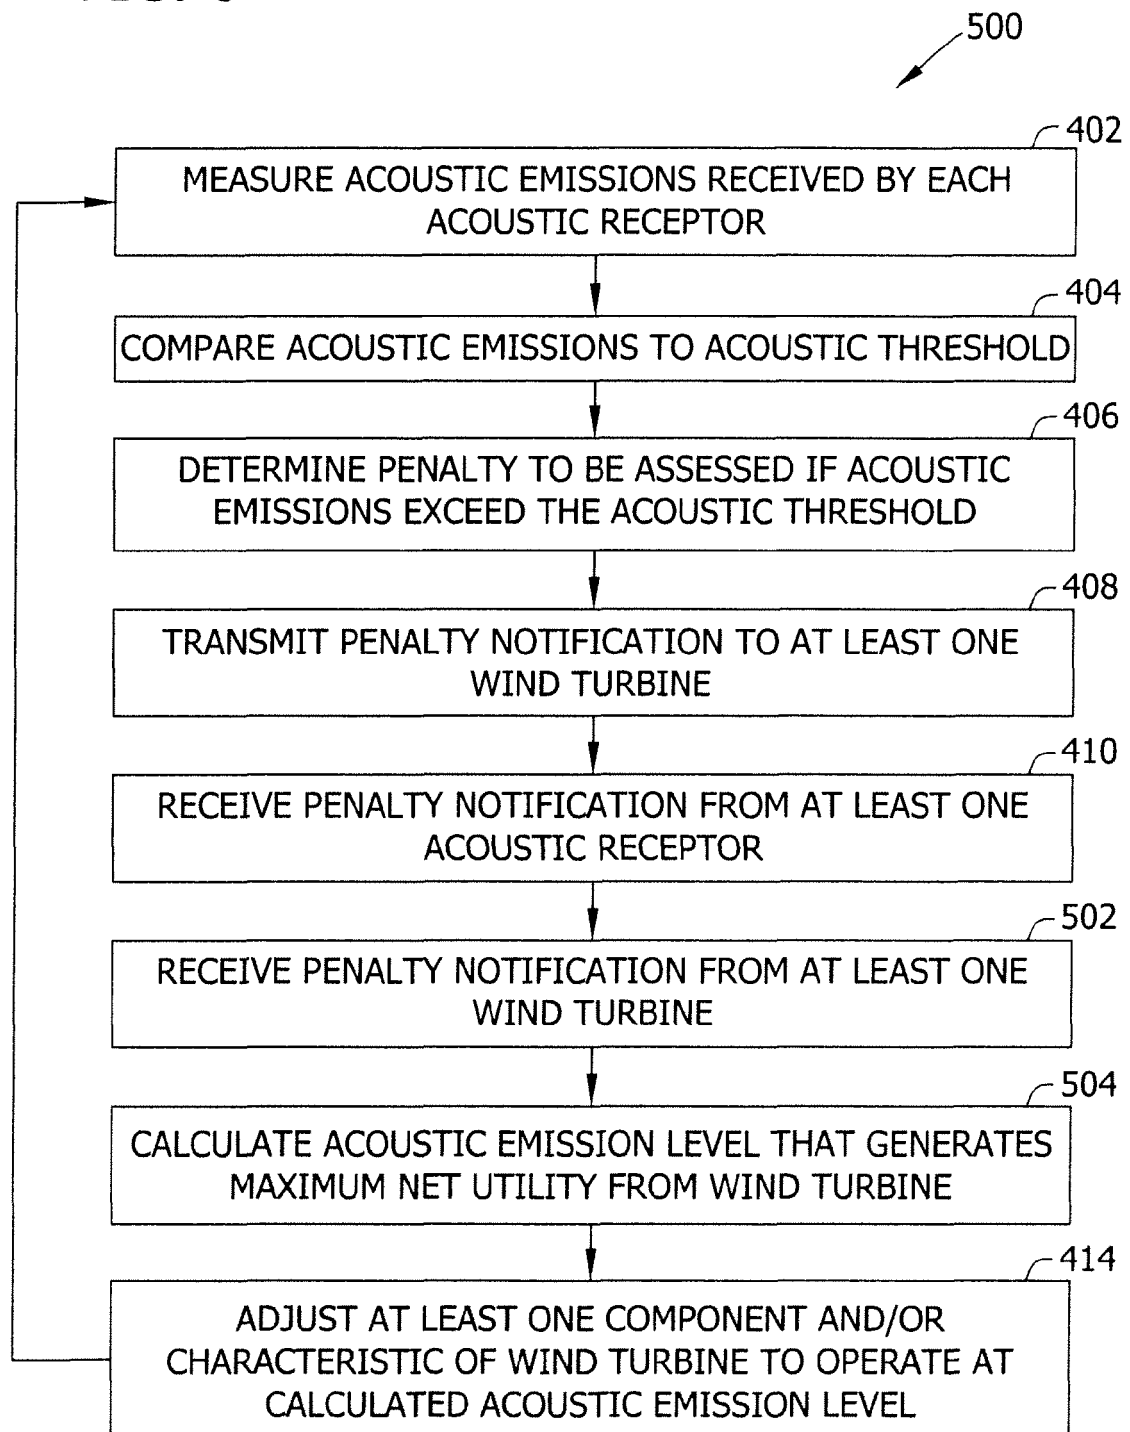 500
402
MEASURE ACOUSTIC EMISSIONS RECEIVED BY EACH
ACOUSTIC RECEPTOR
404
COMPARE ACOUSTIC EMISSIONS TO ACOUSTIC THRESHOLD
406
DETERMINE PENALTY TO BE ASSESSED IF ACOUSTIC
EMISSIONS EXCEED THE ACOUSTIC THRESHOLD
408
TRANSMIT PENALTY NOTIFICATION TO AT LEAST ONE
WIND TURBINE
410
RECEIVE PENALTY NOTIFICATION FROM AT LEAST ONE
ACOUSTIC RECEPTOR
502
RECEIVE PENALTY NOTIFICATION FROM AT LEAST ONE
WIND TURBINE
504
CALCULATE ACOUSTIC EMISSION LEVEL THAT GENERATES
MAXIMUM NET UTILITY FROM WIND TURBINE
414
ADJUST AT LEAST ONE COMPONENT AND/OR
CHARACTERISTIC OF WIND TURBINE TO OPERATE AT
CALCULATED ACOUSTIC EMISSION LEVEL